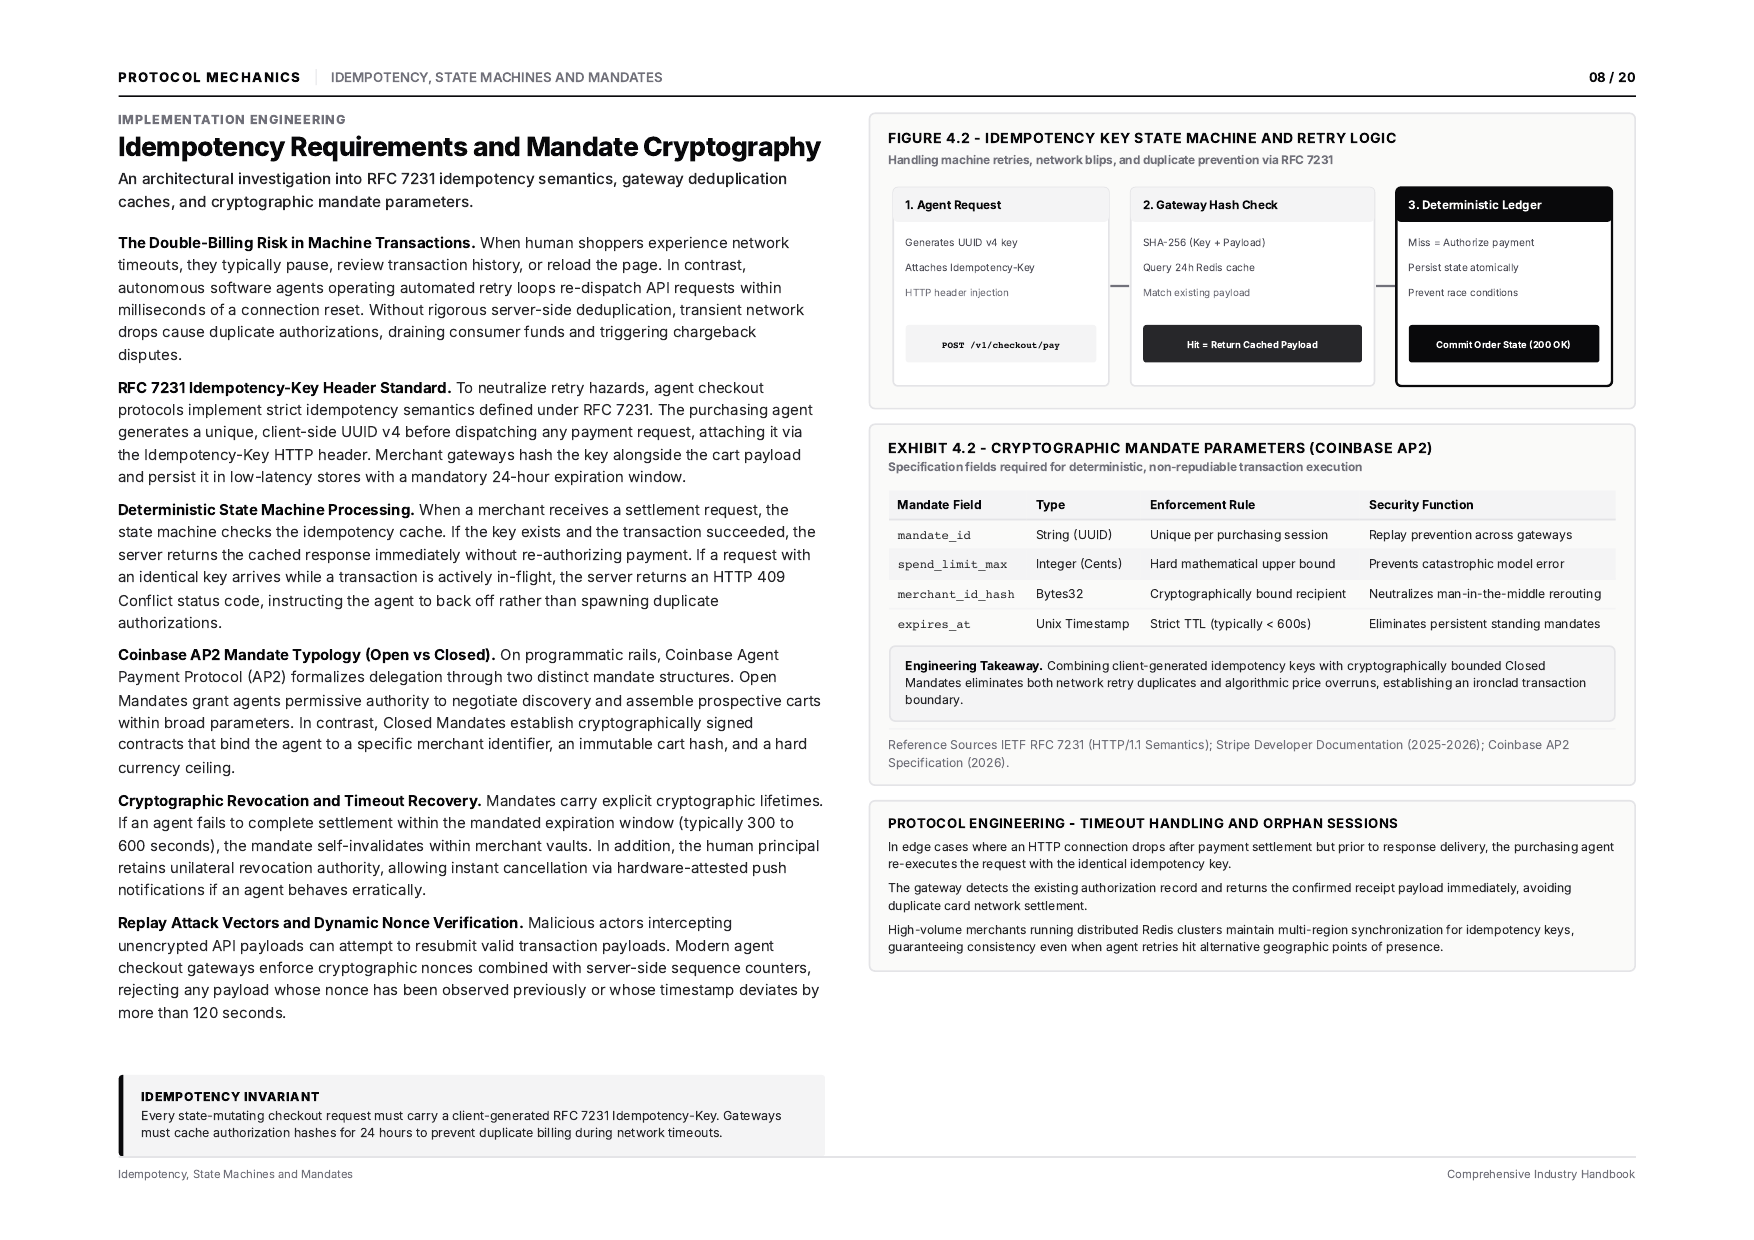 PROTOCOL MECHANICS
IDEMPOTENCY, STATE MACHINES AND MANDATES
08 / 20
IMPLEMENTATION ENGINEERING
Idempotency Requirements and Mandate Cryptography
An architectural investigation into RFC 7231 idempotency semantics, gateway deduplication
caches, and cryptographic mandate parameters.
The Double-Billing Risk in Machine Transactions. When human shoppers experience network
timeouts, they typically pause, review transaction history, or reload the page. In contrast,
autonomous software agents operating automated retry loops re-dispatch API requests within
milliseconds of a connection reset. Without rigorous server-side deduplication, transient network
drops cause duplicate authorizations, draining consumer funds and triggering chargeback
disputes.
RFC 7231 Idempotency-Key Header Standard. To neutralize retry hazards, agent checkout
protocols implement strict idempotency semantics defined under RFC 7231. The purchasing agent
generates a unique, client-side UUID v4 before dispatching any payment request, attaching it via
the Idempotency-Key HTTP header. Merchant gateways hash the key alongside the cart payload
and persist it in low-latency stores with a mandatory 24-hour expiration window.
Deterministic State Machine Processing. When a merchant receives a settlement request, the
state machine checks the idempotency cache. If the key exists and the transaction succeeded, the
server returns the cached response immediately without re-authorizing payment. If a request with
an identical key arrives while a transaction is actively in-flight, the server returns an HTTP 409
Conflict status code, instructing the agent to back off rather than spawning duplicate
authorizations.
Coinbase AP2 Mandate Typology (Open vs Closed). On programmatic rails, Coinbase Agent
Payment Protocol (AP2) formalizes delegation through two distinct mandate structures. Open
Mandates grant agents permissive authority to negotiate discovery and assemble prospective carts
within broad parameters. In contrast, Closed Mandates establish cryptographically signed
contracts that bind the agent to a specific merchant identifier, an immutable cart hash, and a hard
currency ceiling.
Cryptographic Revocation and Timeout Recovery. Mandates carry explicit cryptographic lifetimes.
If an agent fails to complete settlement within the mandated expiration window (typically 300 to
600 seconds), the mandate self-invalidates within merchant vaults. In addition, the human principal
retains unilateral revocation authority, allowing instant cancellation via hardware-attested push
notifications if an agent behaves erratically.
Replay Attack Vectors and Dynamic Nonce Verification. Malicious actors intercepting
unencrypted API payloads can attempt to resubmit valid transaction payloads. Modern agent
checkout gateways enforce cryptographic nonces combined with server-side sequence counters,
rejecting any payload whose nonce has been observed previously or whose timestamp deviates by
more than 120 seconds.
IDEMPOTENCY INVARIANT
Every state-mutating checkout request must carry a client-generated RFC 7231 Idempotency-Key. Gateways
must cache authorization hashes for 24 hours to prevent duplicate billing during network timeouts.
FIGURE 4.2 - IDEMPOTENCY KEY STATE MACHINE AND RETRY LOGIC
Handling machine retries, network blips, and duplicate prevention via RFC 7231
1. Agent Request
Generates UUID v4 key
Attaches Idempotency-Key
HTTP header injection
POST /v1/checkout/pay
2. Gateway Hash Check
SHA-256 (Key + Payload)
Query 24h Redis cache
Match existing payload
Hit = Return Cached Payload
3. Deterministic Ledger
Miss = Authorize payment
Persist state atomically
Prevent race conditions
Commit Order State (200 OK)
EXHIBIT 4.2 - CRYPTOGRAPHIC MANDATE PARAMETERS (COINBASE AP2)
Specification fields required for deterministic, non-repudiable transaction execution
Mandate Field Type Enforcement Rule Security Function
mandate_id String (UUID) Unique per purchasing session Replay prevention across gateways
spend_limit_max Integer (Cents) Hard mathematical upper bound Prevents catastrophic model error
merchant_id_hash Bytes32 Cryptographically bound recipient Neutralizes man-in-the-middle rerouting
expires_at Unix Timestamp Strict TTL (typically < 600s) Eliminates persistent standing mandates
Engineering Takeaway. Combining client-generated idempotency keys with cryptographically bounded Closed
Mandates eliminates both network retry duplicates and algorithmic price overruns, establishing an ironclad transaction
boundary.
Reference Sources IETF RFC 7231 (HTTP/1.1 Semantics); Stripe Developer Documentation (2025-2026); Coinbase AP2
Specification (2026).
PROTOCOL ENGINEERING - TIMEOUT HANDLING AND ORPHAN SESSIONS
In edge cases where an HTTP connection drops after payment settlement but prior to response delivery, the purchasing agent
re-executes the request with the identical idempotency key.
The gateway detects the existing authorization record and returns the confirmed receipt payload immediately, avoiding
duplicate card network settlement.
High-volume merchants running distributed Redis clusters maintain multi-region synchronization for idempotency keys,
guaranteeing consistency even when agent retries hit alternative geographic points of presence.
Idempotency, State Machines and Mandates
Comprehensive Industry Handbook